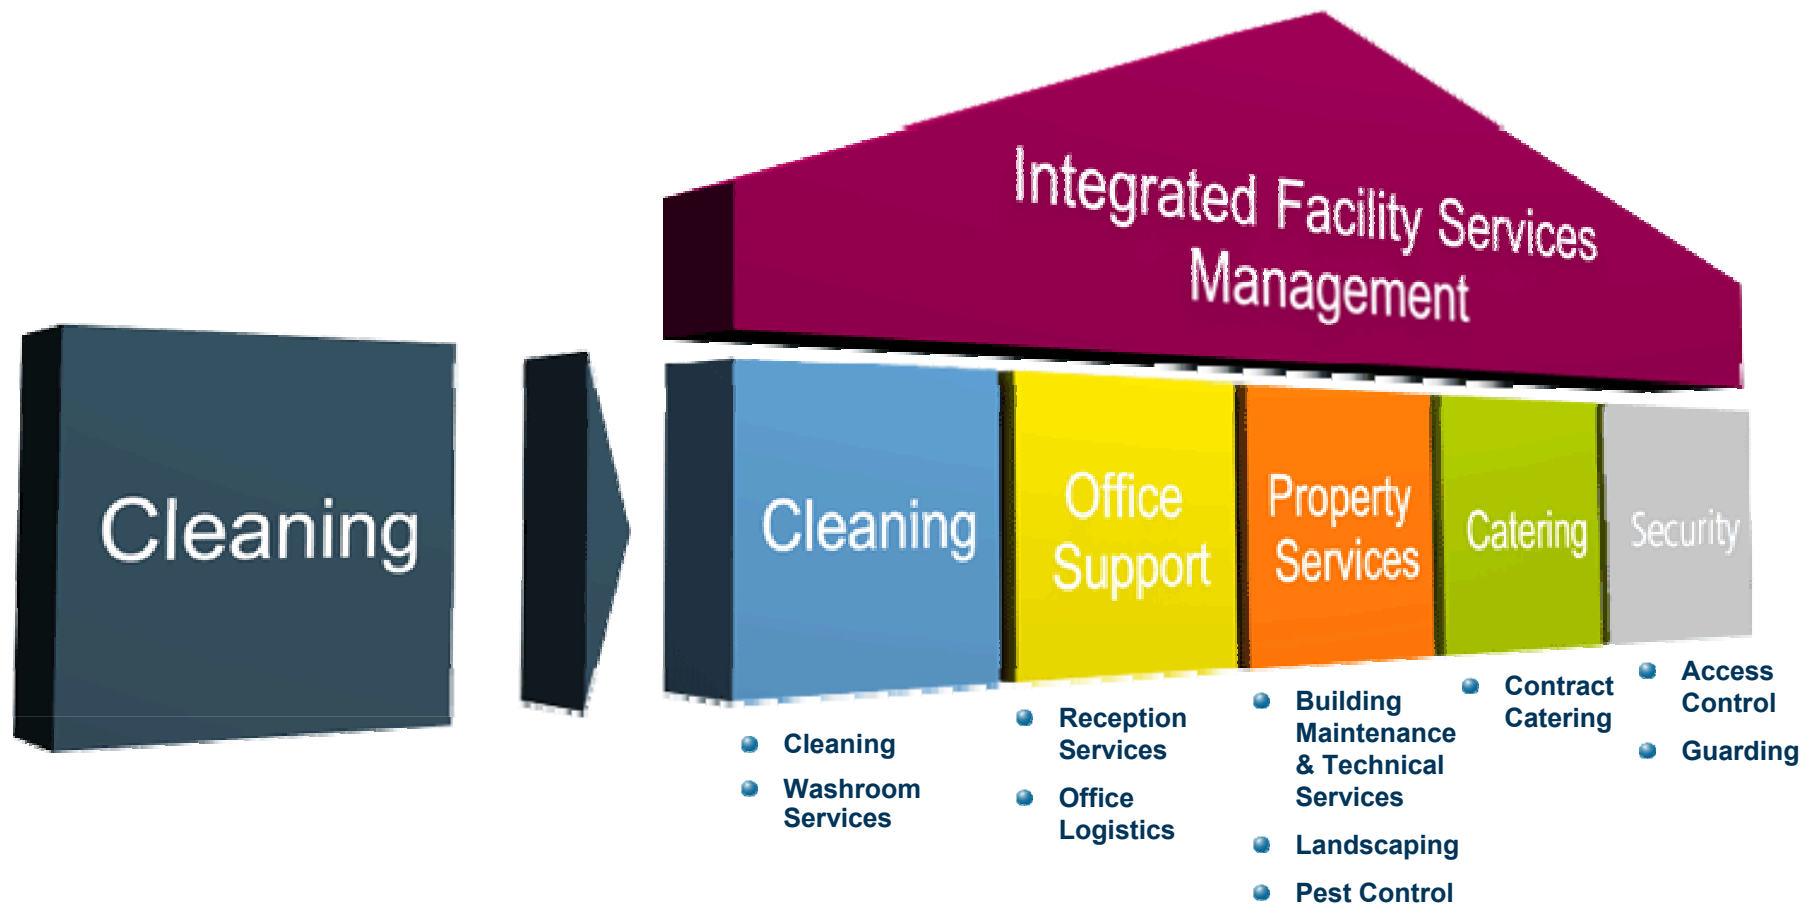 Integrated Facility Services
Management
Cleaning
Cleaning
Office
Support
Property
Services
Catering
Security
Cleaning
Washroom
Services
Reception
Services
Office
Logistics
Building
Maintenance
& Technical
Services
Landscaping
Pest Control
Contract
Catering
Access
Control
Guarding